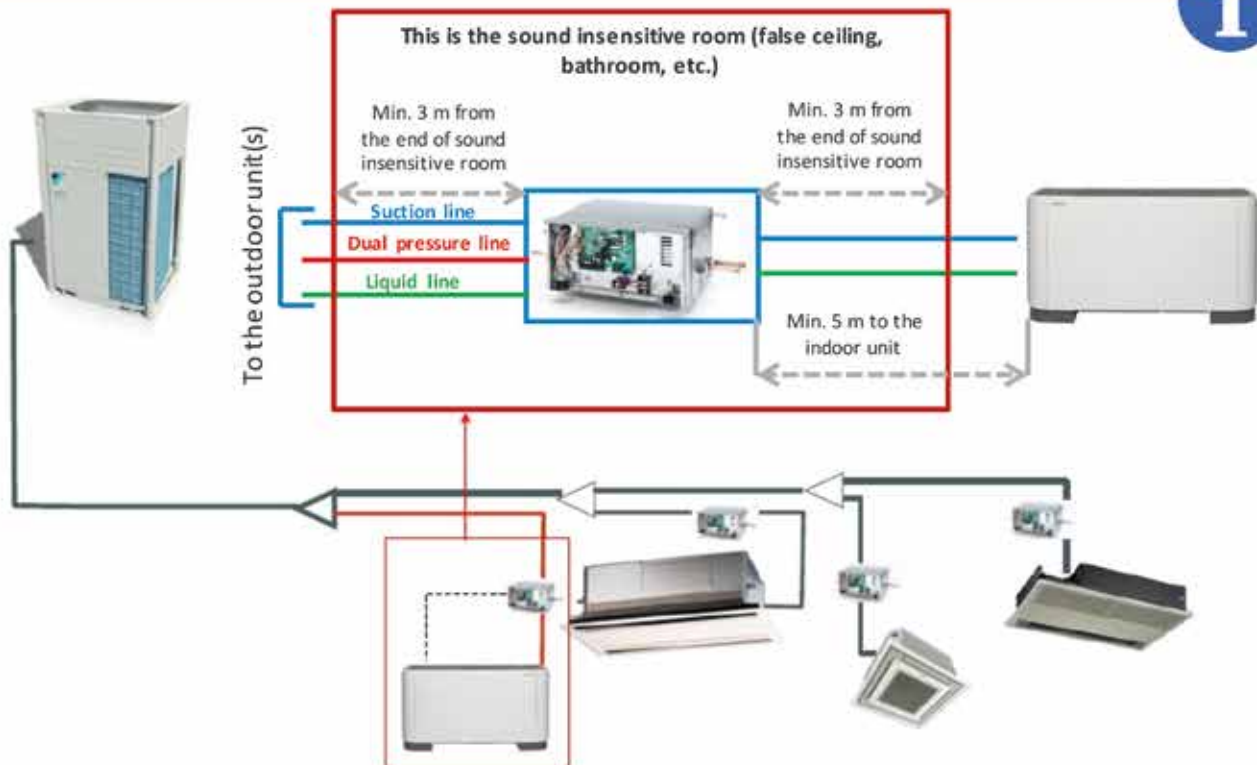 This is the sound insensitive room (false ceiling,
bathroom, etc.)
Min. 3 m from
the end of sound
insensitive room
Min. 3 m from
the end of sound
insensitive room
To the outdoor unit(s)
Suction line
Dual pressure line
Liquid line
Min. 5 m to the
indoor unit